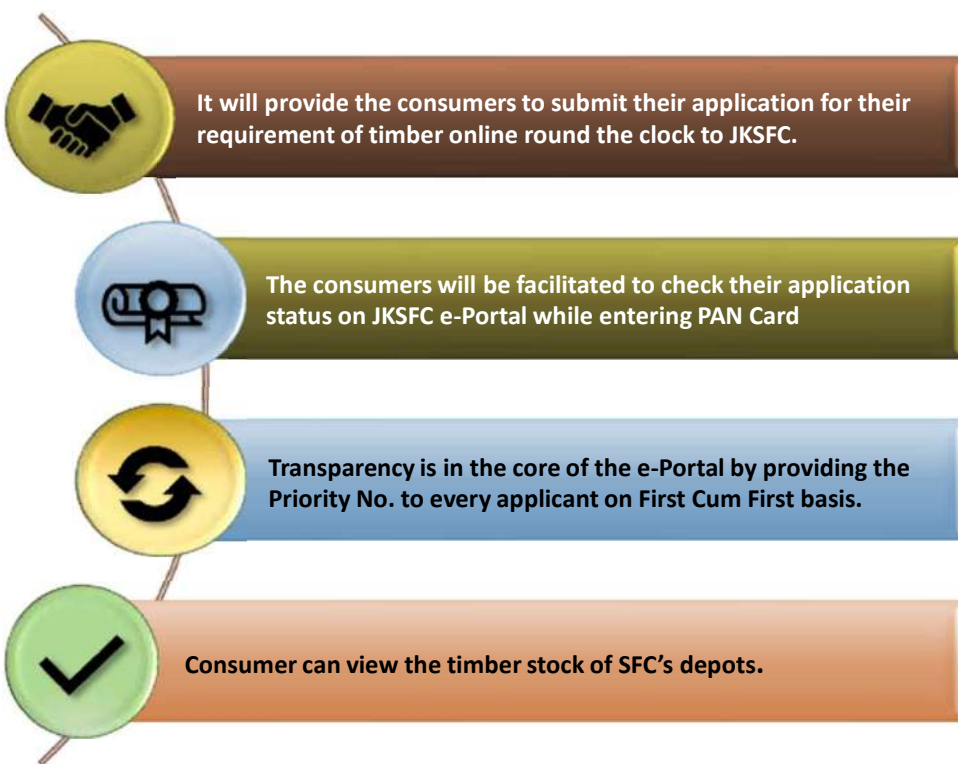 It will provide the consumers to submit their application for their
requirement of timber online round the clock to JKSFC.
The consumers will be facilitated to check their application
status on JKSFC e-Portal while entering PAN Card
Transparency is in the core of the e-Portal by providing the
Priority No. to every applicant on First Cum First basis.
Consumer can view the timber stock of SFC’s depots.